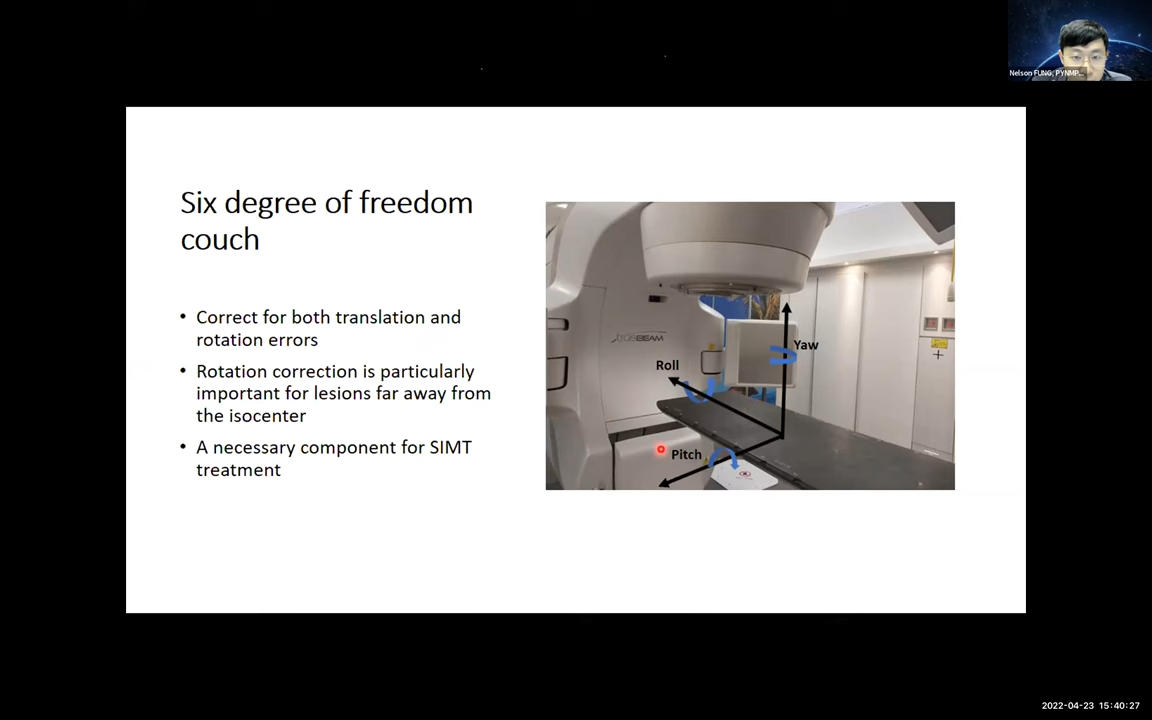 Nelson FUNG, PYNMP...
Six degree of freedom
couch
• Correct for both translation and
rotation errors
• Rotation correction is particularly
important for lesions far away from
the isocenter
• A necessary component for SIMT
treatment
TRUEBEAM
Yaw
Roll
Pitch
2022-04-23 15:40:27